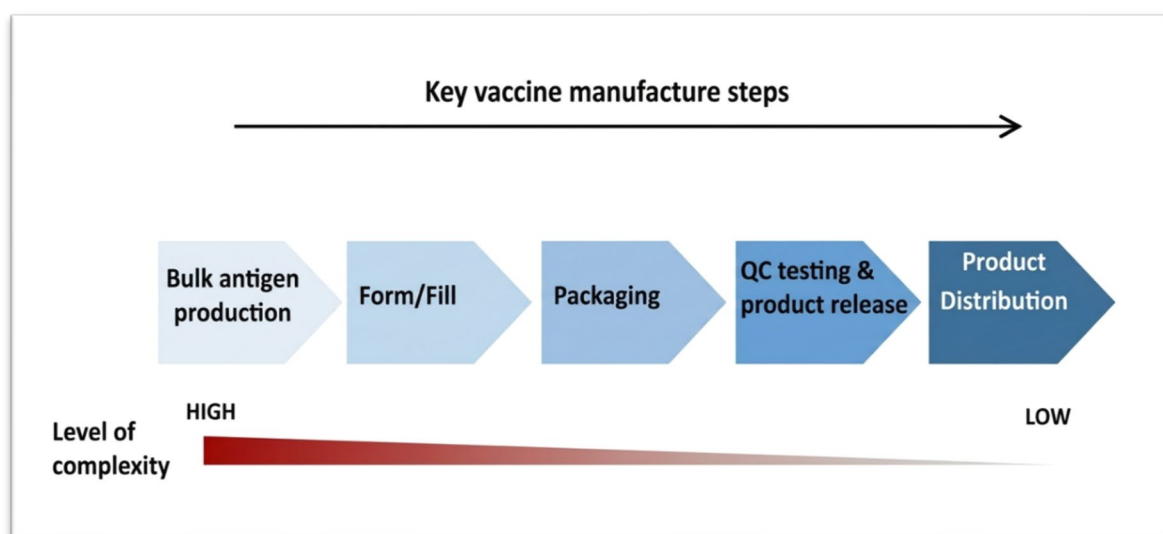 Key vaccine manufacture steps
Bulk antigen
production
Form/Fill
Packaging
QC testing &
product release
Product
Distribution
HIGH
LOW
Level of
complexity